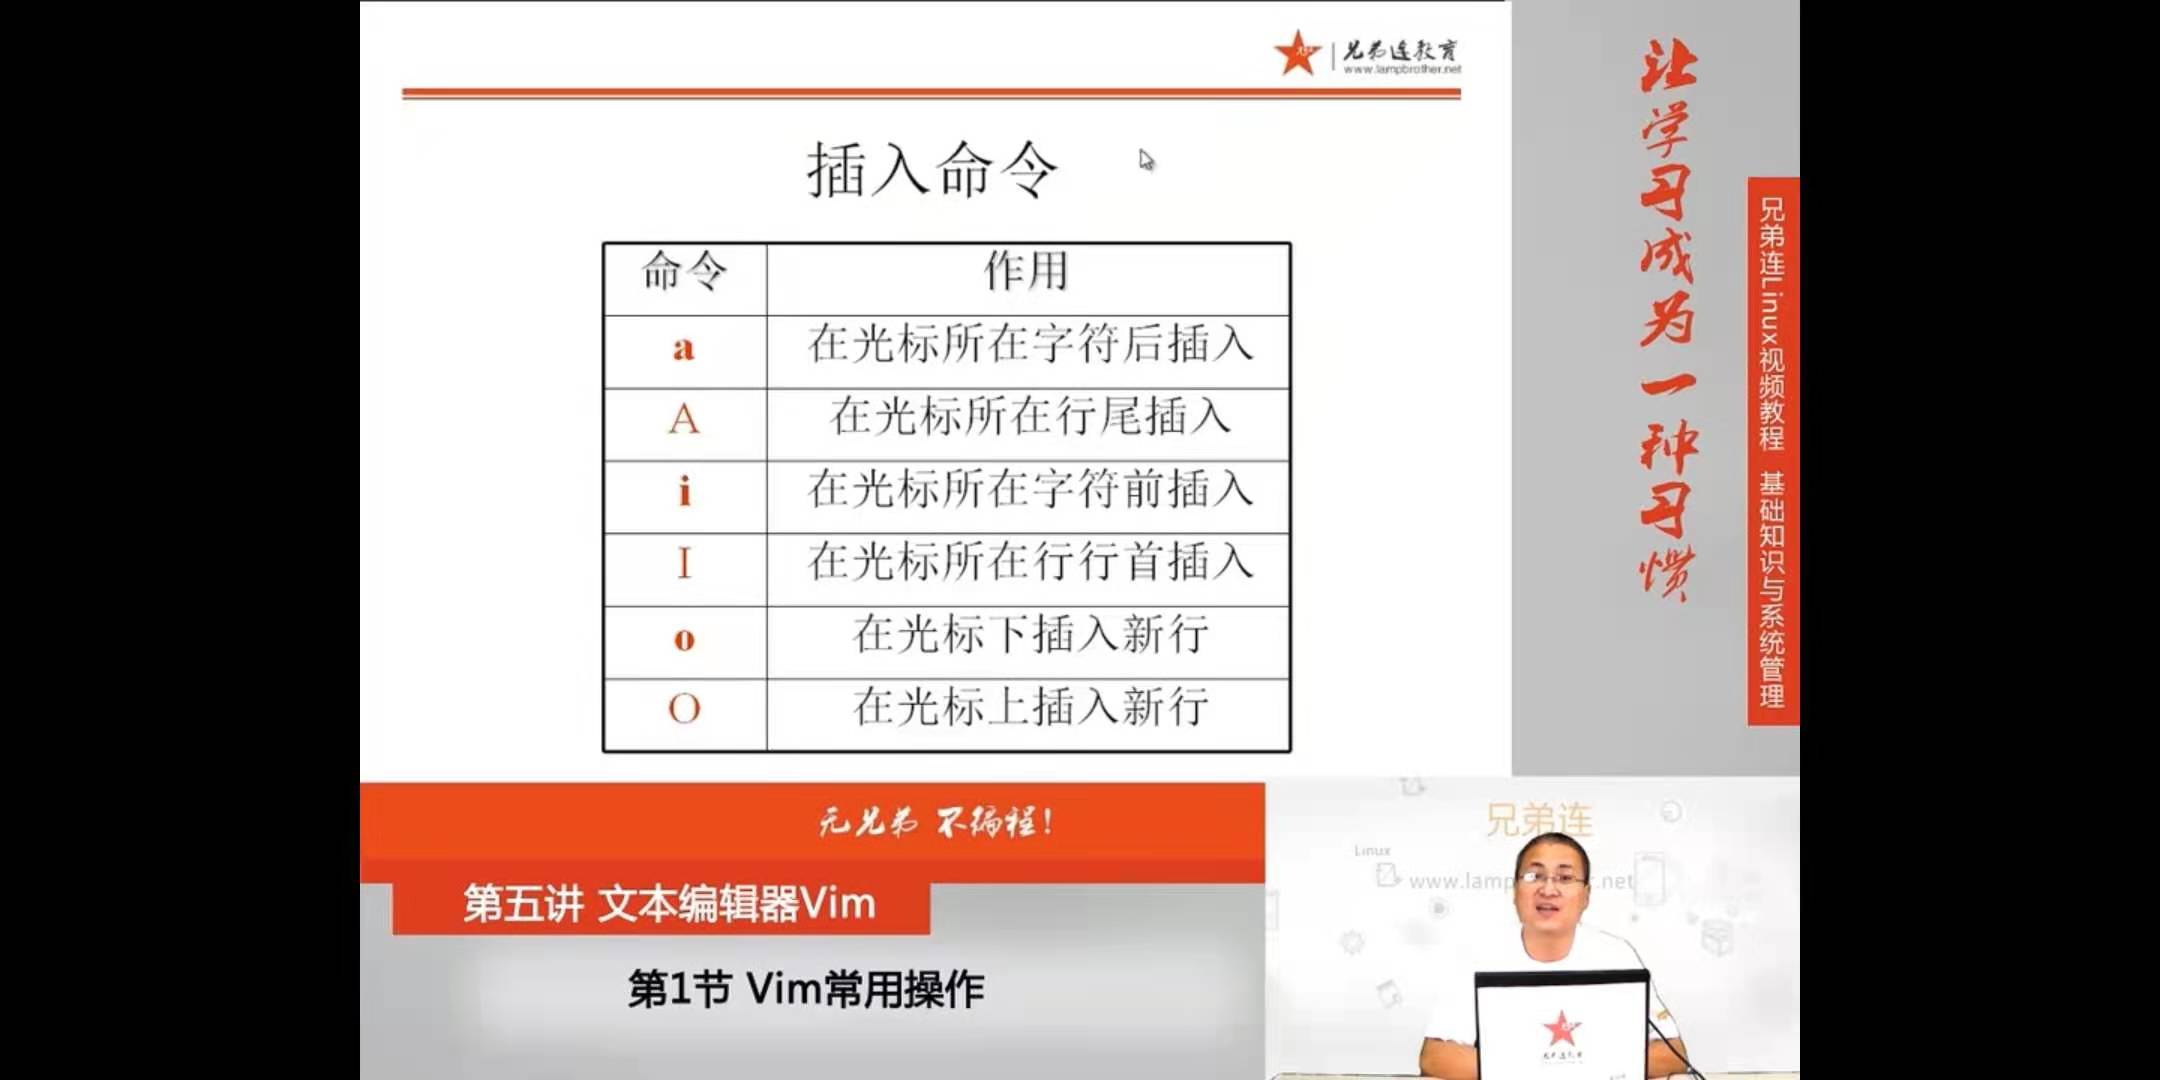 兄弟连教育
www.lampbrother.net
插入命令
命令 作用
a 在光标所在字符后插入
A 在光标所在行尾插入
i 在光标所在字符前插入
I 在光标所在行行首插入
o 在光标下插入新行
O 在光标上插入新行
让学习成为一种习惯
兄弟连Linux视频教程 基础知识与系统管理
无兄弟 不编程!
第五讲 文本编辑器Vim
第1节 Vim常用操作
兄弟连
Linux
www.lamp r.net
兄弟连教育